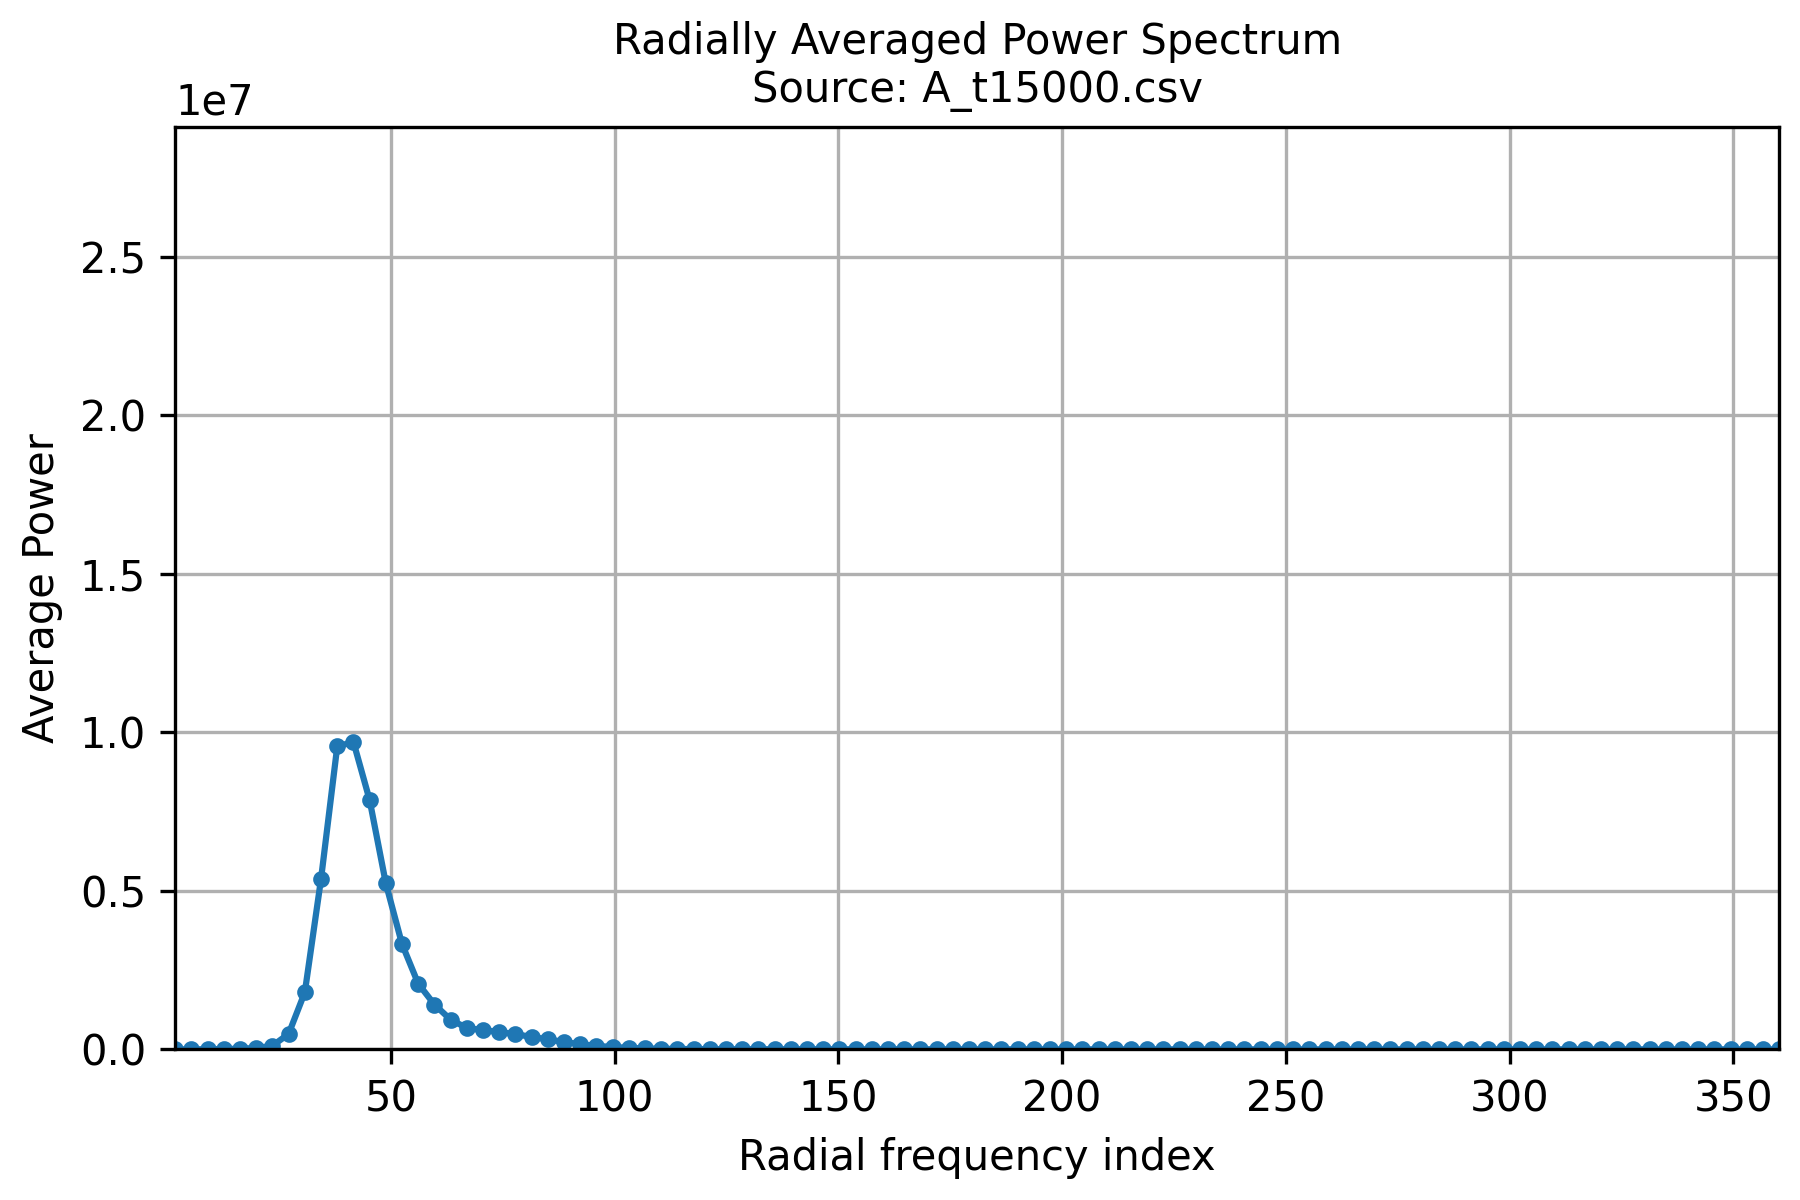 Radially Averaged Power Spectrum
Source: A_t15000.csv
1e7
2.5
2.0
1.5
1.0
0.5
0.0
Average Power
50 100 150 200 250 300 350
Radial frequency index